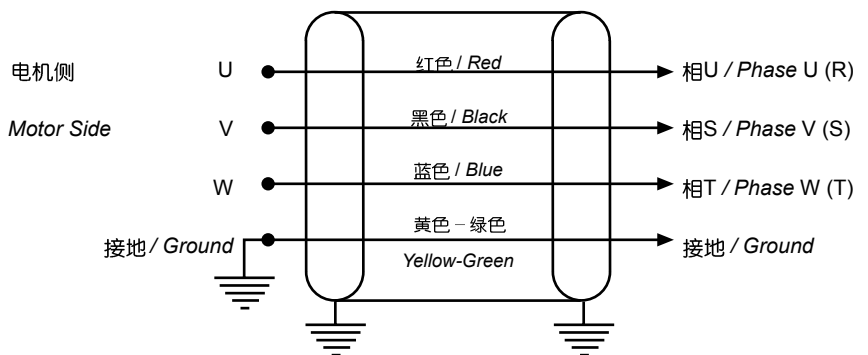 电机侧 U 红色 / Red 相U / Phase U (R)
Motor Side V 黑色 / Black 相S / Phase V (S)
W 蓝色 / Blue 相T / Phase W (T)
接地 / Ground 黄色 – 绿色 接地 / Ground
Yellow-Green